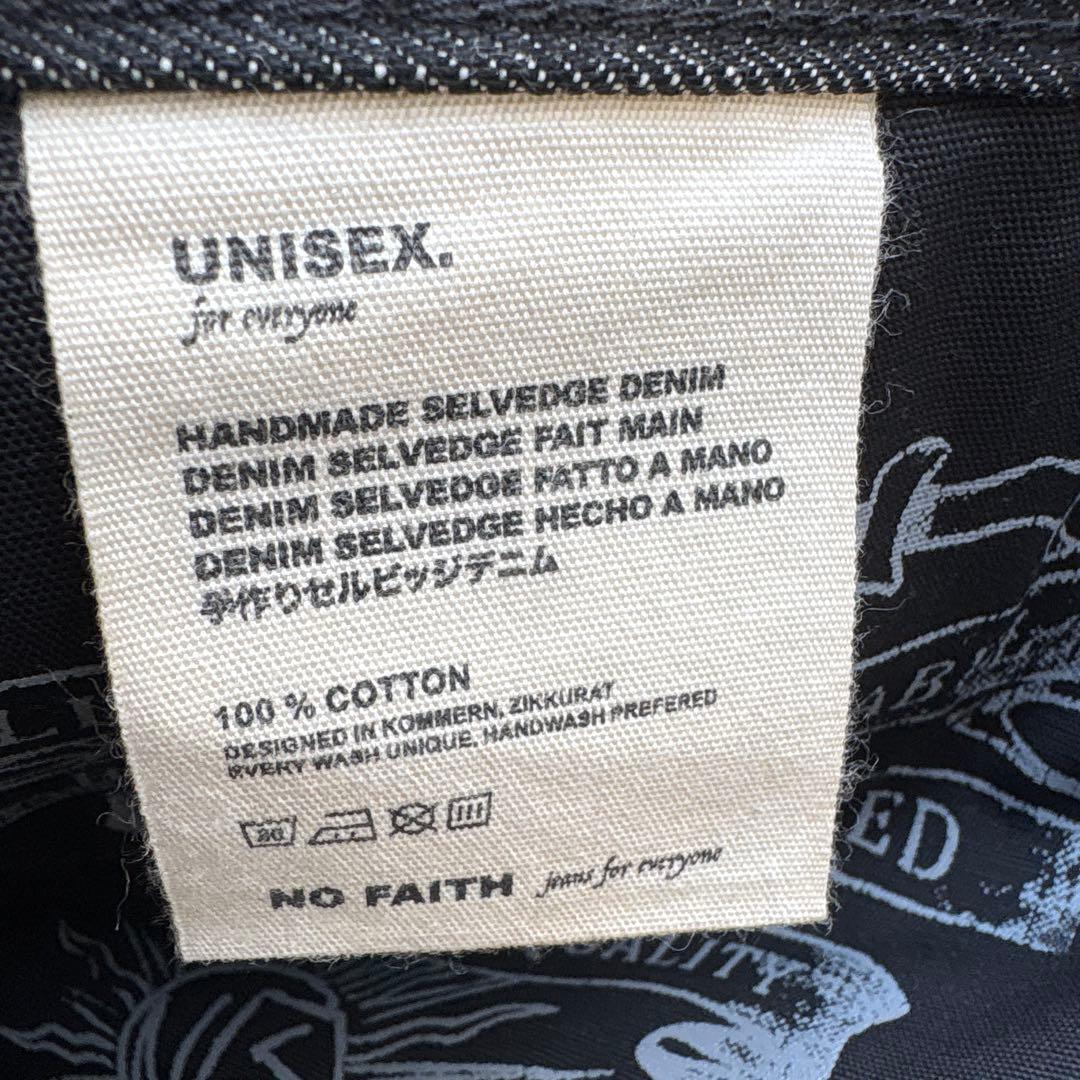 UNISEX.
for everyone
HANDMADE SELVEDGE DENIM
DENIM SELVEDGE FAIT MAIN
DENIM SELVEDGE FATTO A MANO
DENIM SELVEDGE HECHO A MANO
手作りセルビッジデニム
100 % COTTON
DESIGNED IN KOMMERN, ZIKKURAT
EVERY WASH UNIQUE, HANDWASH PREFERED
30
NO FAITH jeans for everyone